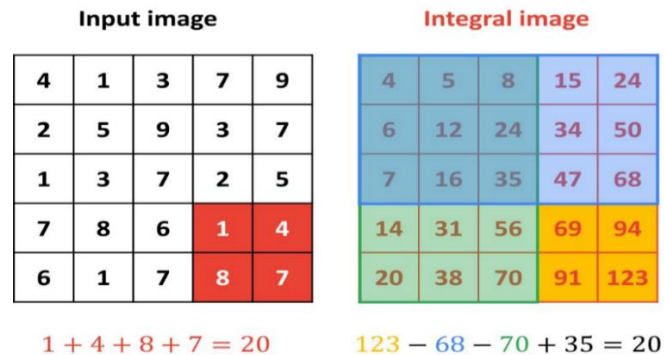 Input image Integral image
4 1 3 7 9 4 5 8 15 24
2 5 9 3 7 6 12 24 34 50
1 3 7 2 5 7 16 35 47 68
7 8 6 1 4 14 31 56 69 94
6 1 7 8 7 20 38 70 91 123
1 + 4 + 8 + 7 = 20 123 − 68 − 70 + 35 = 20